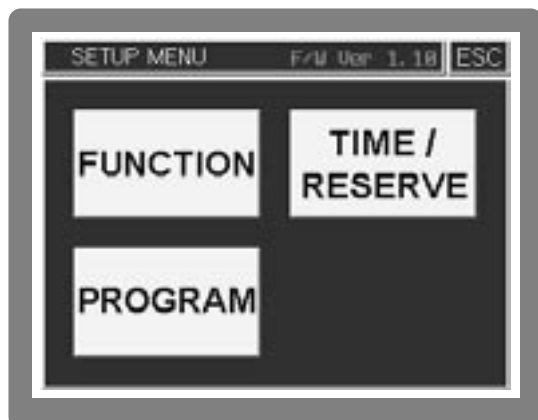 SETUP MENU F/W Ver 1.10 ESC
FUNCTION
TIME /
RESERVE
PROGRAM